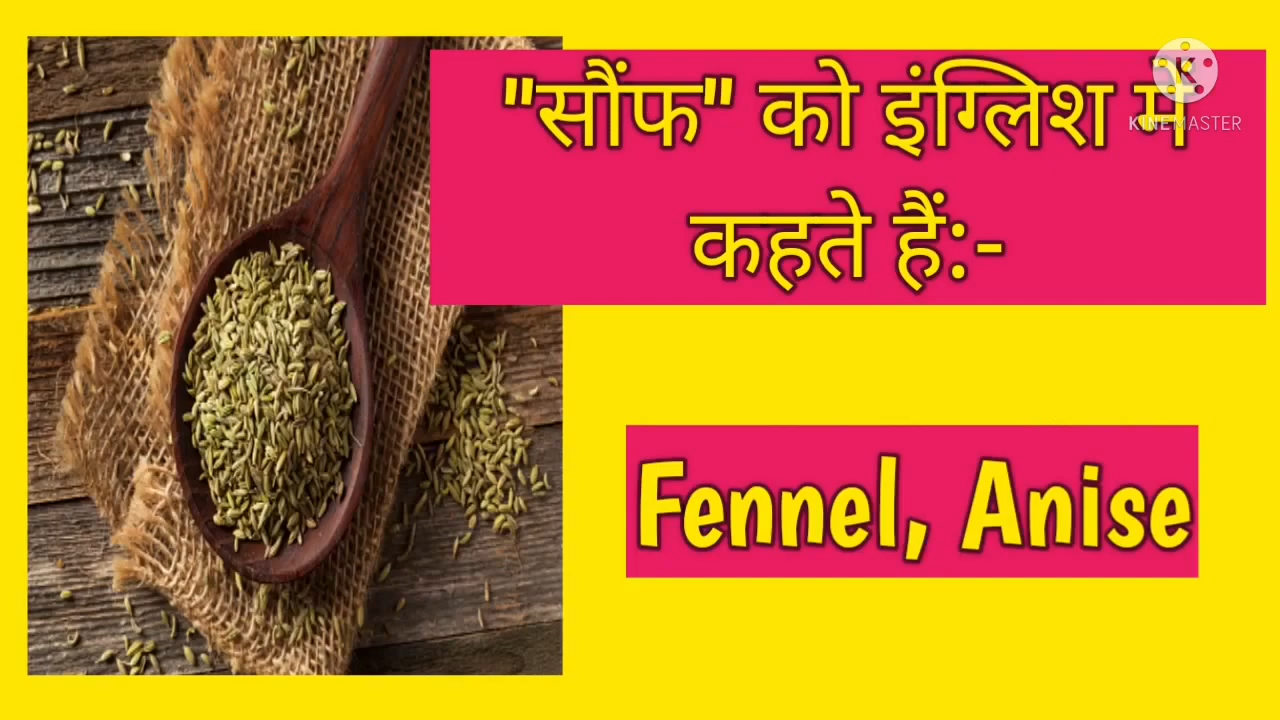 "सौंफ" को इंग्लिश में
कहते हैं:-
K
KINEMASTER
Fennel, Anise